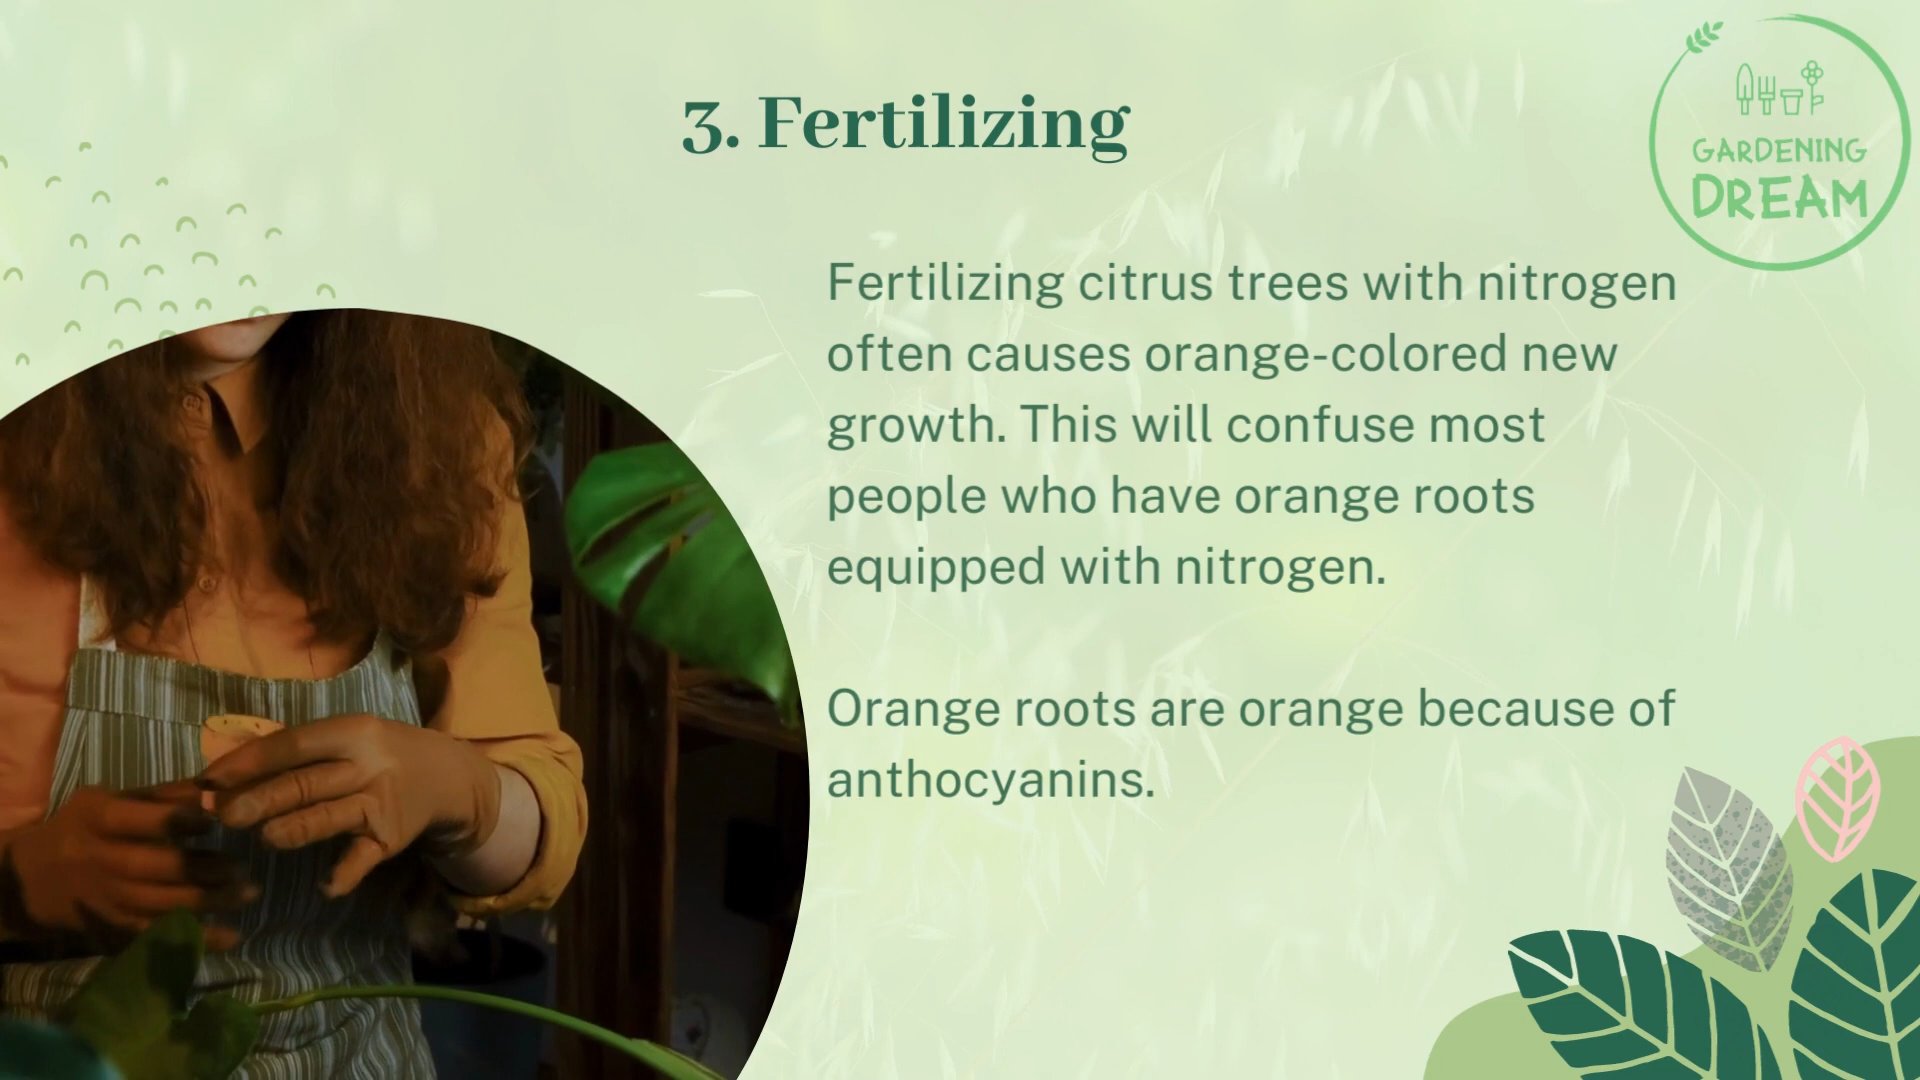 3. Fertilizing
GARDENING
DREAM
Fertilizing citrus trees with nitrogen
often causes orange-colored new
growth. This will confuse most
people who have orange roots
equipped with nitrogen.
Orange roots are orange because of
anthocyanins.